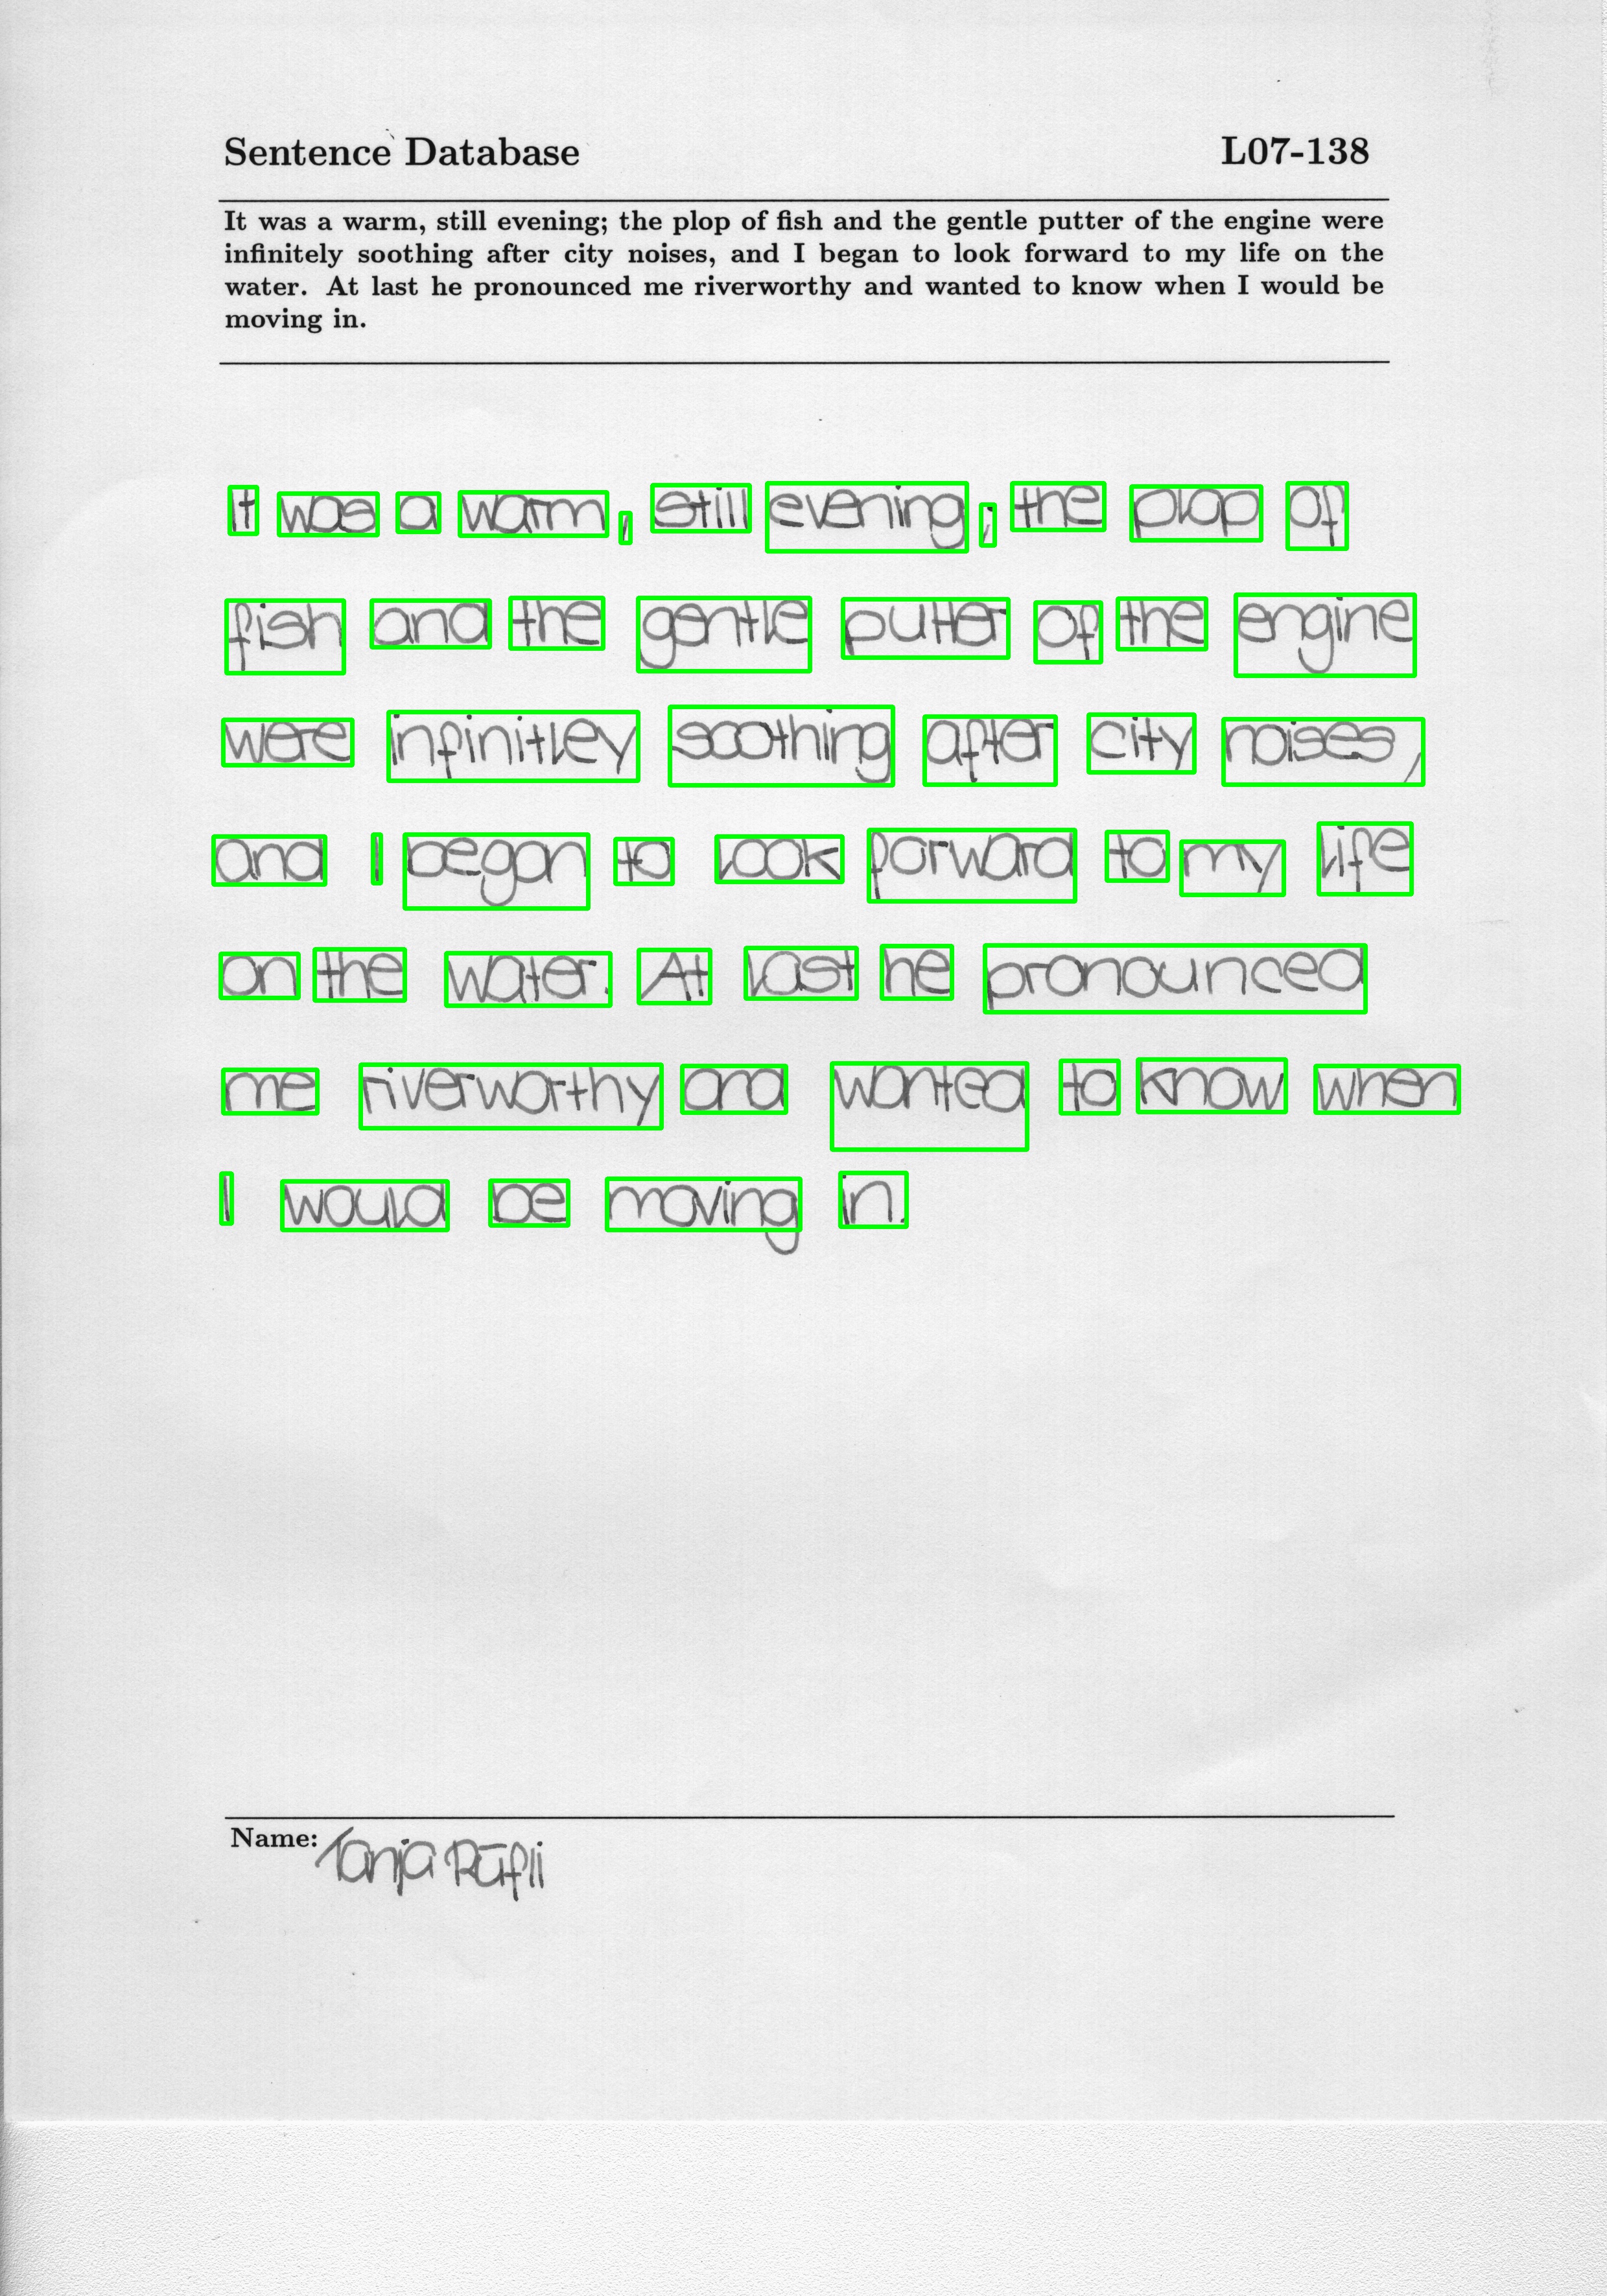 Sentence Database L07-138
It was a warm, still evening; the plop of fish and the gentle putter of the engine were
infinitely soothing after city noises, and I began to look forward to my life on the
water. At last he pronounced me riverworthy and wanted to know when I would be
moving in.
It was a warm, still evening; the plop of
fish and the gentle putter of the engine
were infinitley soothing after city noises,
and I began to look forward to my life
on the water. At last he pronounced
me riverworthy and wanted to know when
I would be moving in.
Name: Tanja Rüfli